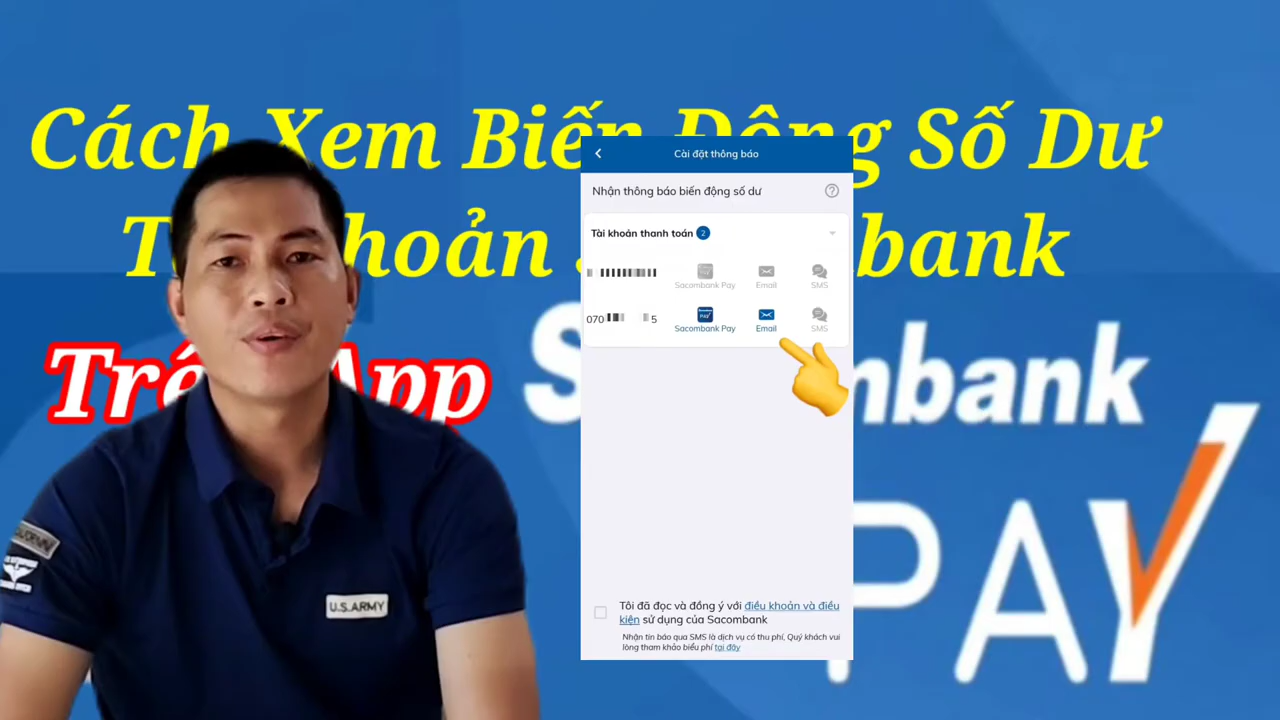 Cách Xem Biến Động Số Dư
hoản bank
App
mbank
PAY
Cài đặt thông báo
Nhận thông báo biến động số dư
?
Tài khoản thanh toán 2
Sacombank Pay Email SMS
070 5
PAY
Sacombank Pay Email SMS
Tôi đã đọc và đồng ý với điều khoản và điều
kiện sử dụng của Sacombank
Nhận tin báo qua SMS là dịch vụ có thu phí, Quý khách vui
lòng tham khảo biểu phí tại đây
U.S.ARMY